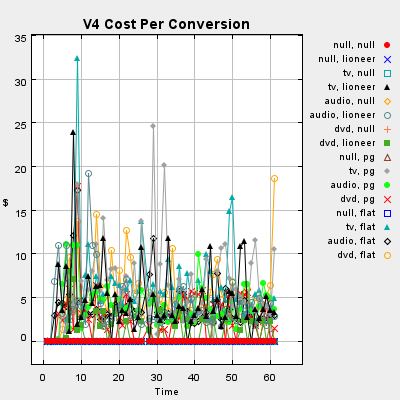 V4 Cost Per Conversion
35
30
25
20
15
10
5
0
$
0 10 20 30 40 50 60
Time
null, null
null, lioneer
tv, null
tv, lioneer
audio, null
audio, lioneer
dvd, null
dvd, lioneer
null, pg
tv, pg
audio, pg
dvd, pg
null, flat
tv, flat
audio, flat
dvd, flat